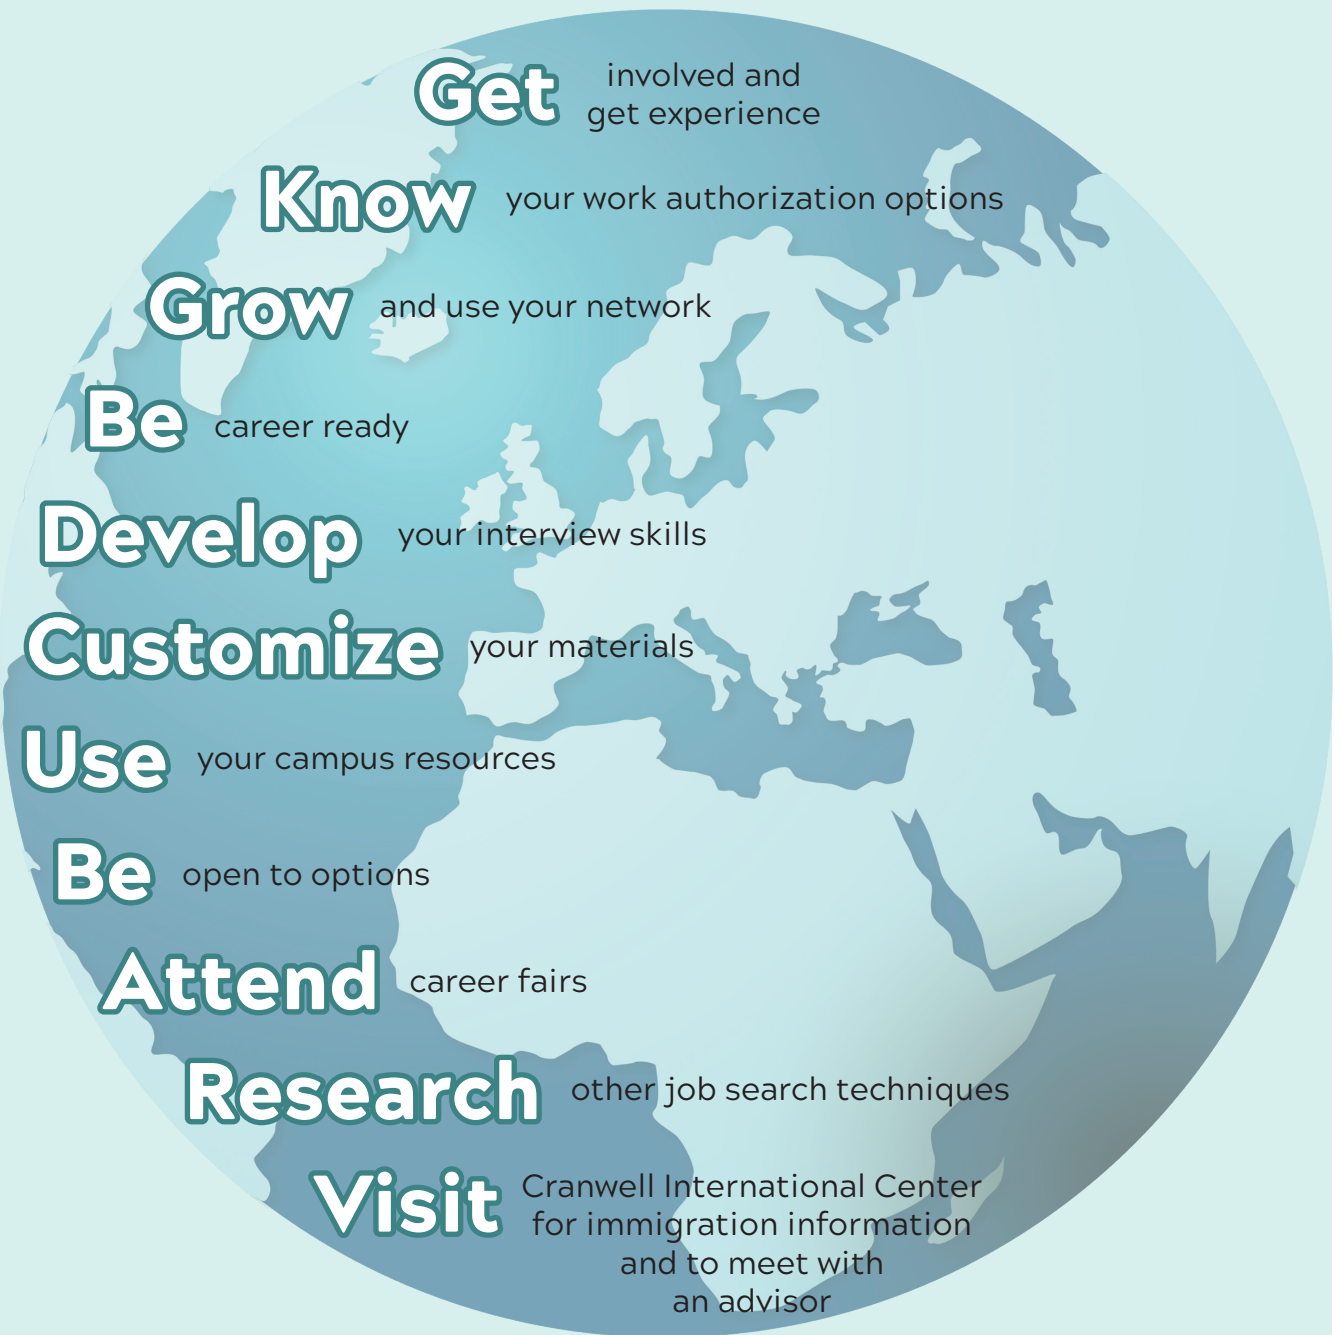 Get involved and
get experience
Know your work authorization options
Grow and use your network
Be career ready
Develop your interview skills
Customize your materials
Use your campus resources
Be open to options
Attend career fairs
Research other job search techniques
Visit Cranwell International Center
for immigration information
and to meet with
an advisor